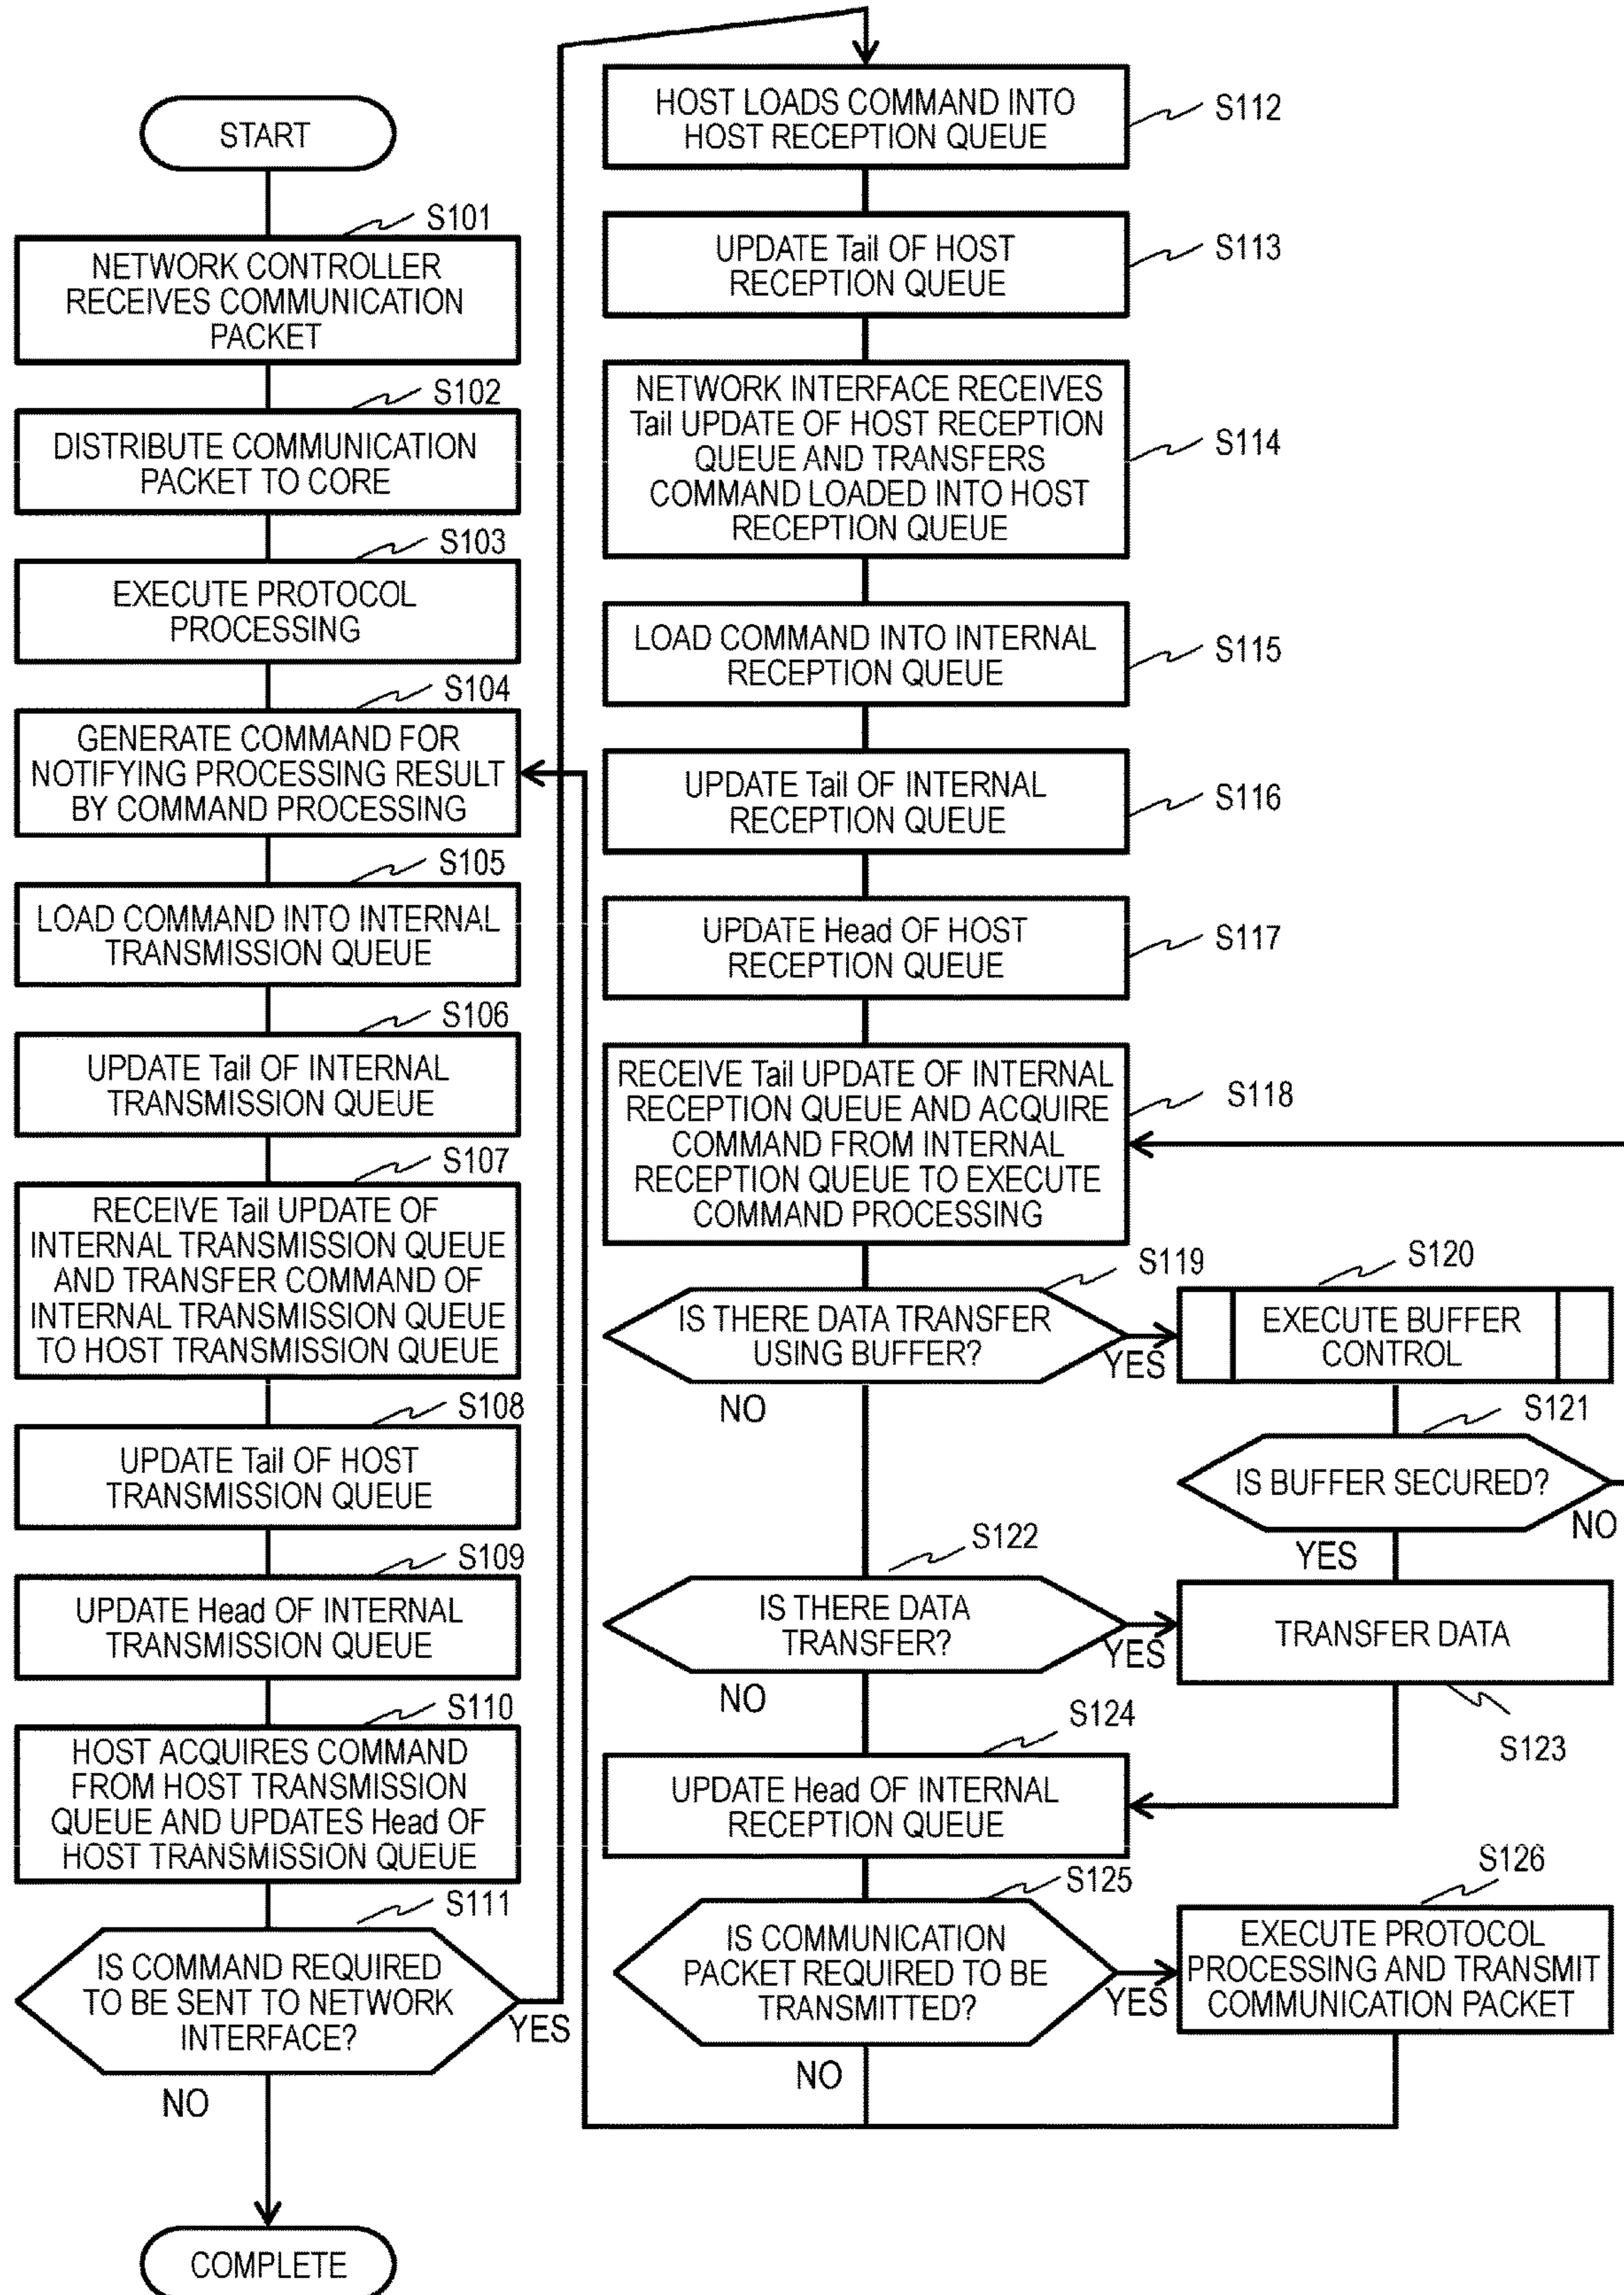 START
S101
NETWORK CONTROLLER
RECEIVES COMMUNICATION
PACKET
S102
DISTRIBUTE COMMUNICATION
PACKET TO CORE
S103
EXECUTE PROTOCOL
PROCESSING
S104
GENERATE COMMAND FOR
NOTIFYING PROCESSING RESULT
BY COMMAND PROCESSING
S105
LOAD COMMAND INTO INTERNAL
TRANSMISSION QUEUE
S106
UPDATE Tail OF INTERNAL
TRANSMISSION QUEUE
S107
RECEIVE Tail UPDATE OF
INTERNAL TRANSMISSION QUEUE
AND TRANSFER COMMAND OF
INTERNAL TRANSMISSION QUEUE
TO HOST TRANSMISSION QUEUE
S108
UPDATE Tail OF HOST
TRANSMISSION QUEUE
S109
UPDATE Head OF INTERNAL
TRANSMISSION QUEUE
S110
HOST ACQUIRES COMMAND
FROM HOST TRANSMISSION
QUEUE AND UPDATES Head OF
HOST TRANSMISSION QUEUE
S111
IS COMMAND REQUIRED
TO BE SENT TO NETWORK
INTERFACE?
YES
NO
COMPLETE
HOST LOADS COMMAND INTO
HOST RECEPTION QUEUE
S112
UPDATE Tail OF HOST
RECEPTION QUEUE
S113
NETWORK INTERFACE RECEIVES
Tail UPDATE OF HOST RECEPTION
QUEUE AND TRANSFERS
COMMAND LOADED INTO HOST
RECEPTION QUEUE
S114
LOAD COMMAND INTO INTERNAL
RECEPTION QUEUE
S115
UPDATE Tail OF INTERNAL
RECEPTION QUEUE
S116
UPDATE Head OF HOST
RECEPTION QUEUE
S117
RECEIVE Tail UPDATE OF INTERNAL
RECEPTION QUEUE AND ACQUIRE
COMMAND FROM INTERNAL
RECEPTION QUEUE TO EXECUTE
COMMAND PROCESSING
S118
S119
IS THERE DATA TRANSFER
USING BUFFER?
YES
NO
S120
EXECUTE BUFFER
CONTROL
S121
IS BUFFER SECURED?
NO
YES
S122
IS THERE DATA
TRANSFER?
YES
NO
TRANSFER DATA
S123
S124
UPDATE Head OF INTERNAL
RECEPTION QUEUE
S125
IS COMMUNICATION
PACKET REQUIRED TO BE
TRANSMITTED?
YES
NO
S126
EXECUTE PROTOCOL
PROCESSING AND TRANSMIT
COMMUNICATION PACKET